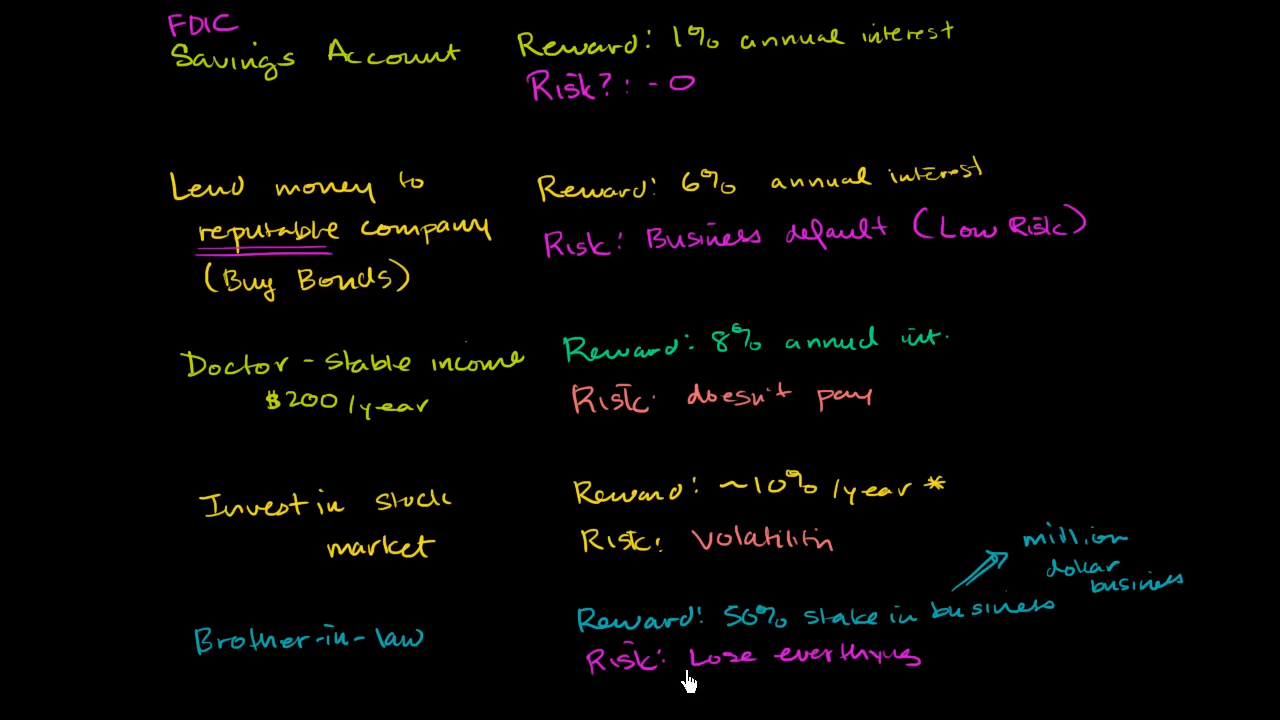 FDIC
Savings Account
Reward: 1% annual interest
Risk?: - 0
Lend money to
reputable company
(Buy Bonds)
Reward: 6% annual interest
Risk: Business default (Low Risk)
Doctor - stable income
$200/year
Reward: 8% annual int.
Risk: doesn't pay
Invest in stock
market
Reward: ~10%/year *
Risk: Volatility
Brother-in-law
Reward: 50% stake in business
million
dollar
business
Risk: Lose everthying